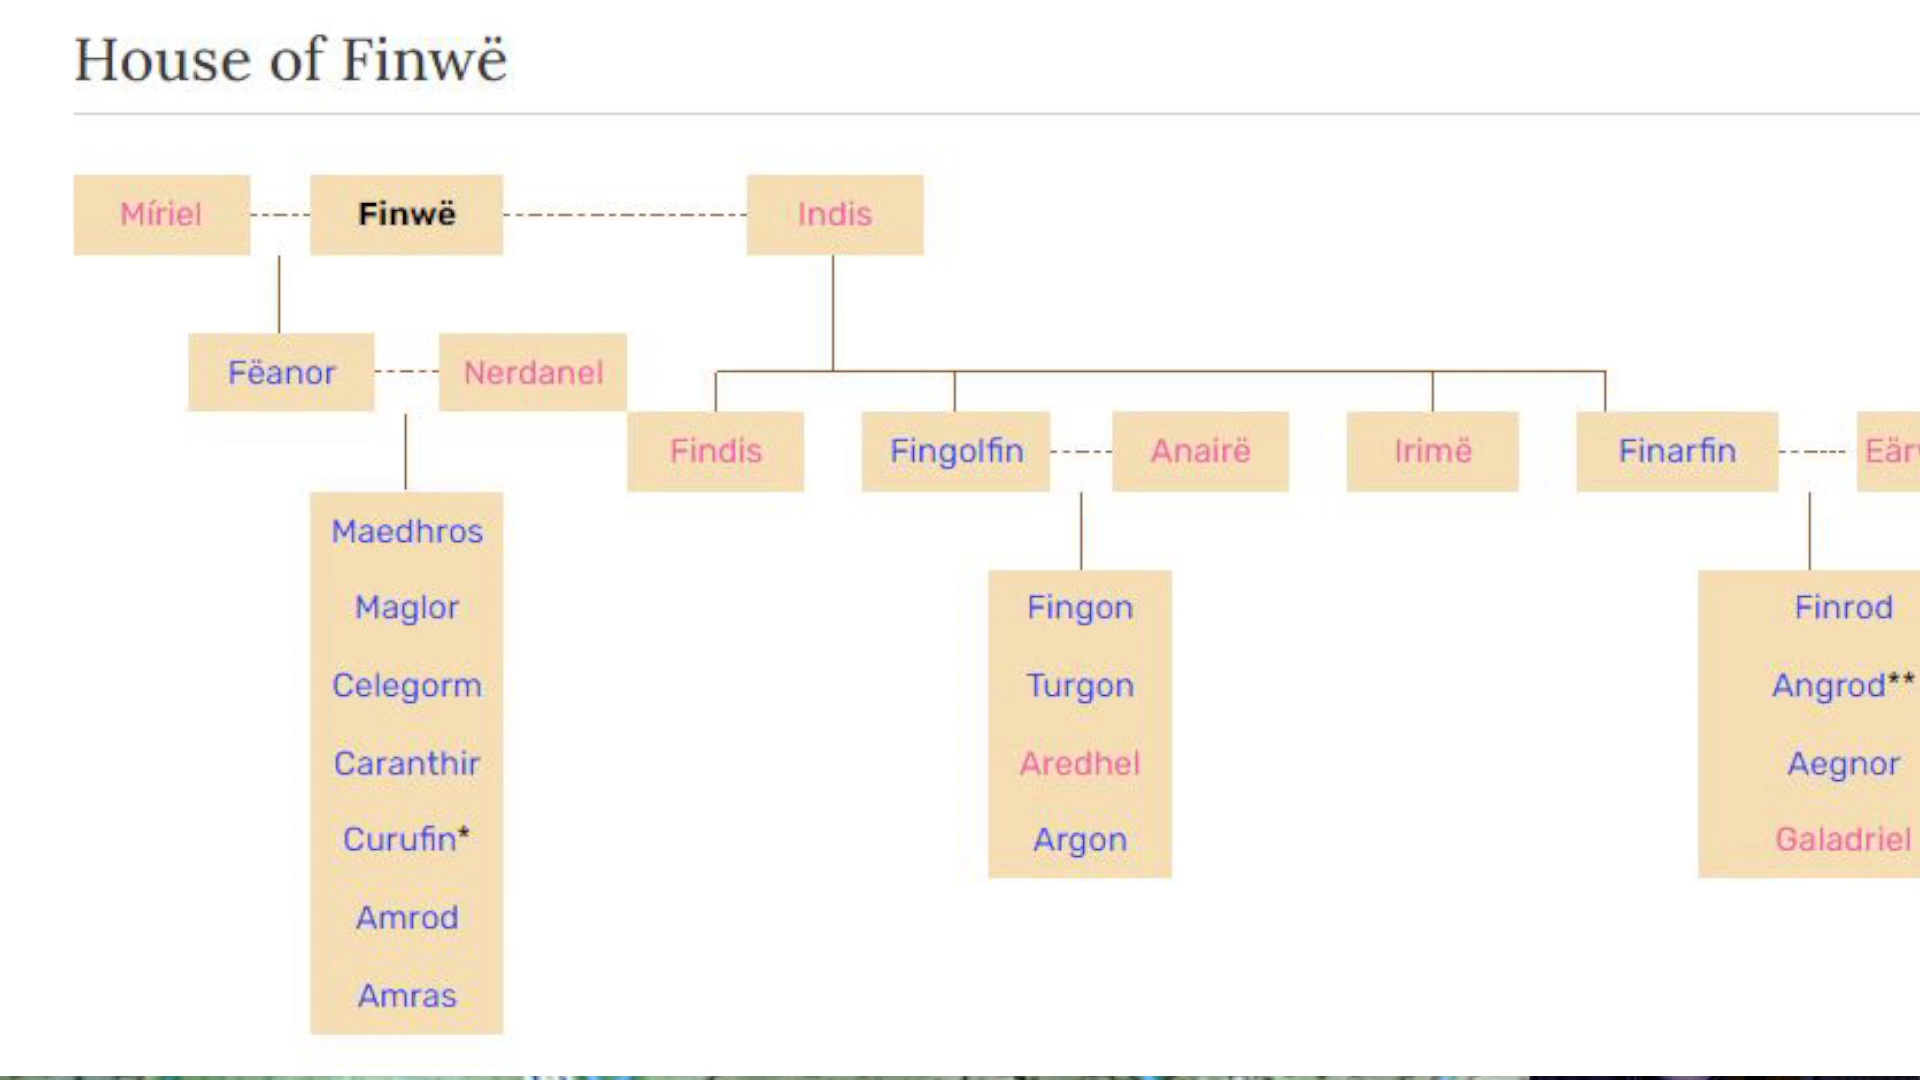 House of Finwë
Míriel Finwë Indis
Fëanor Nerdanel
Findis Fingolfin Anairë Irimë Finarfin
Maedhros
Maglor Fingon Finrod
Celegorm Turgon Angrod**
Caranthir Aredhel Aegnor
Curufin* Argon Galadriel
Amrod
Amras